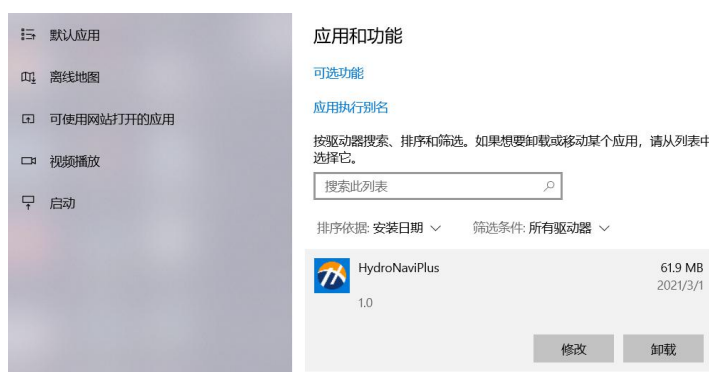 默认应用
离线地图
可使用网站打开的应用
视频播放
启动
应用和功能
可选功能
应用执行别名
按驱动器搜索、排序和筛选。如果想要卸载或移动某个应用，请从列表中
选择它。
搜索此列表
排序依据: 安装日期 筛选条件: 所有驱动器
HydroNaviPlus 61.9 MB
2021/3/1
1.0
修改 卸载